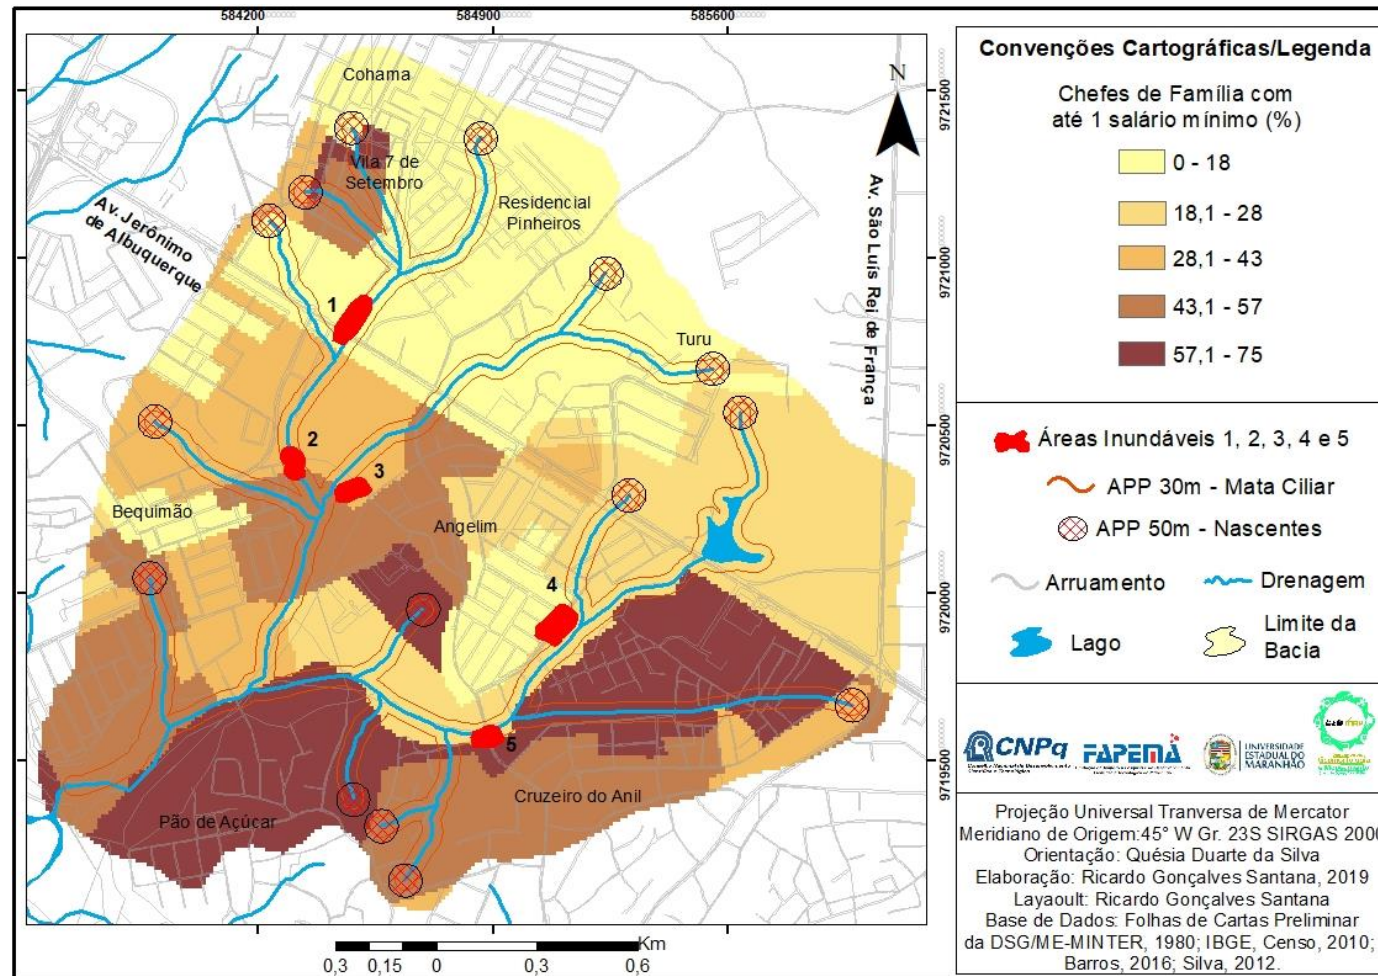 584200
584900
585600
9721500
9721000
9720500
9720000
9719500
Cohama
Vila 7 de
Setembro
Residencial
Pinheiros
Av. Jerônimo
de Albuquerque
Av. São Luís Rei de França
N
Turu
1
2
3
Bequimão
Angelim
4
5
Cruzeiro do Anil
Pão de Açúcar
Km
0,3 0,15 0 0,3 0,6
Convenções Cartográficas/Legenda
Chefes de Família com
até 1 salário mínimo (%)
0 - 18
18,1 - 28
28,1 - 43
43,1 - 57
57,1 - 75
Áreas Inundáveis 1, 2, 3, 4 e 5
APP 30m - Mata Ciliar
APP 50m - Nascentes
Arruamento
Drenagem
Lago
Limite da
Bacia
CNPq
FAPEMA
UNIVERSIDADE
ESTADUAL DO
MARANHÃO
Projeção Universal Tranversa de Mercator
Meridiano de Origem:45° W Gr. 23S SIRGAS 200
Orientação: Quésia Duarte da Silva
Elaboração: Ricardo Gonçalves Santana, 2019
Layaoult: Ricardo Gonçalves Santana
Base de Dados: Folhas de Cartas Preliminar
da DSG/ME-MINTER, 1980; IBGE, Censo, 2010;
Barros, 2016; Silva, 2012.